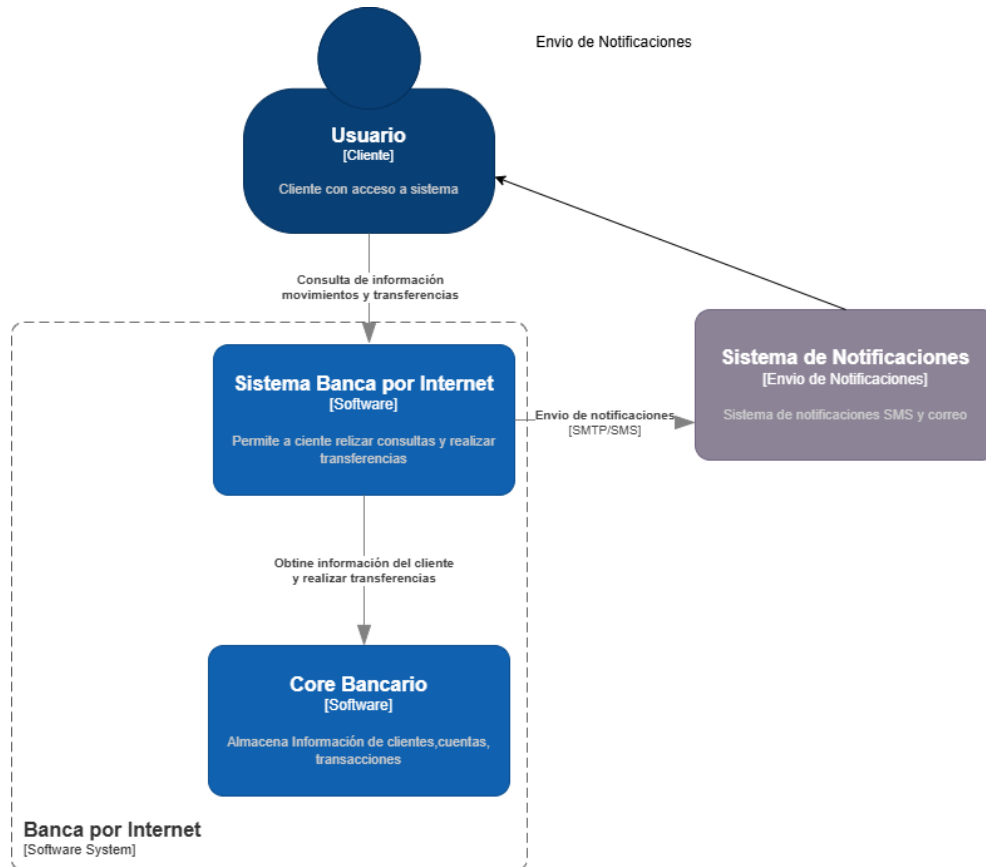 Envio de Notificaciones
Usuario
[Cliente]
Cliente con acceso a sistema
Consulta de información
movimientos y transferencias
Sistema Banca por Internet
[Software]
Permite a ciente relizar consultas y realizar
transferencias
Envio de notificaciones
[SMTP/SMS]
Sistema de Notificaciones
[Envio de Notificaciones]
Sistema de notificaciones SMS y correo
Obtine información del cliente
y realizar transferencias
Core Bancario
[Software]
Almacena Información de clientes,cuentas,
transacciones
Banca por Internet
[Software System]